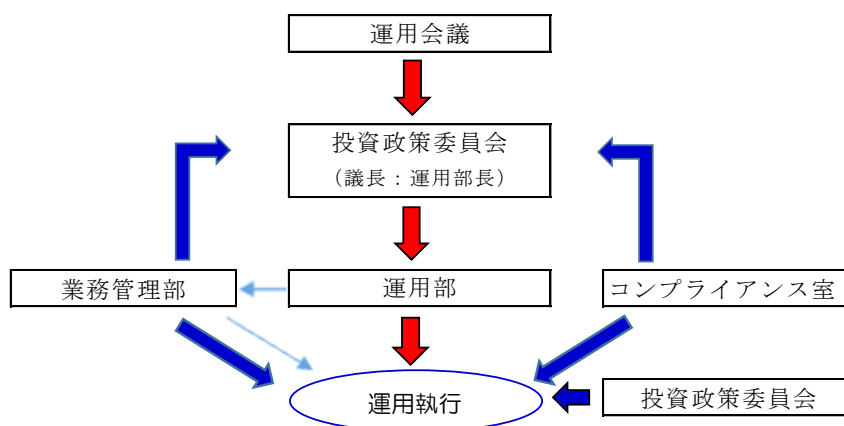 運用会議
投資政策委員会
（議長：運用部長）
業務管理部
運用部
コンプライアンス室
運用執行
投資政策委員会